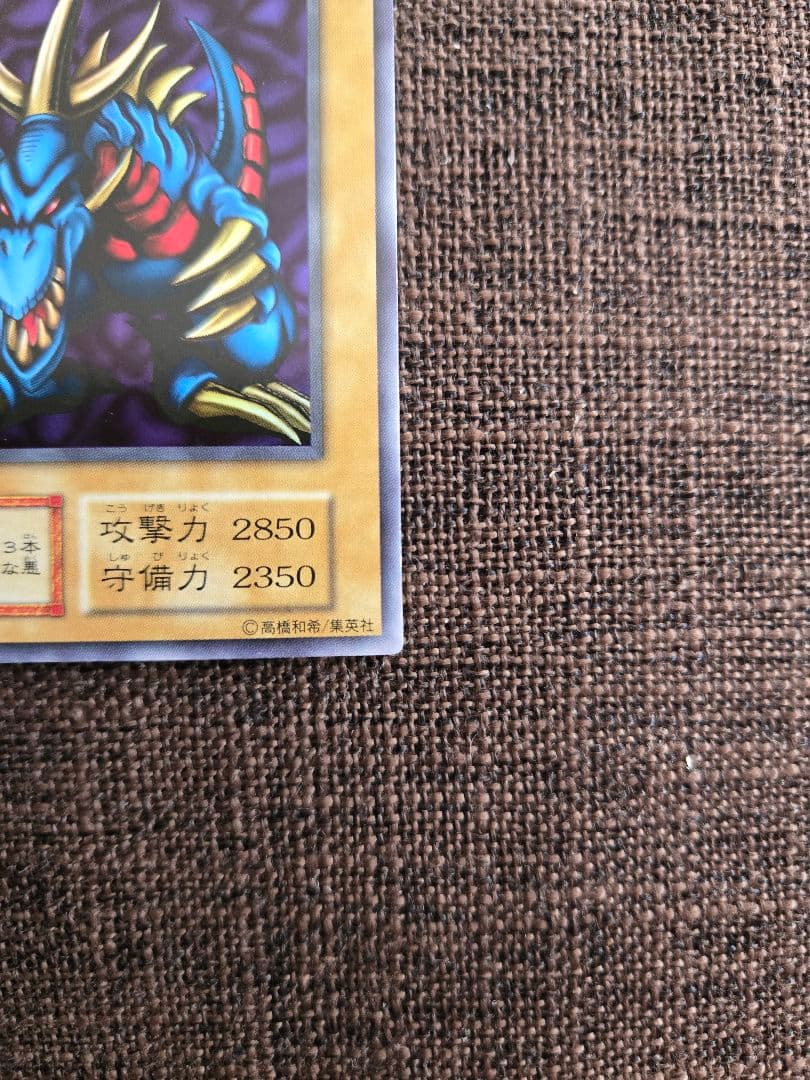 3本
な悪
こうげきりょく
攻撃力 2850
しゅびりょく
守備力 2350
©高橋和希/集英社